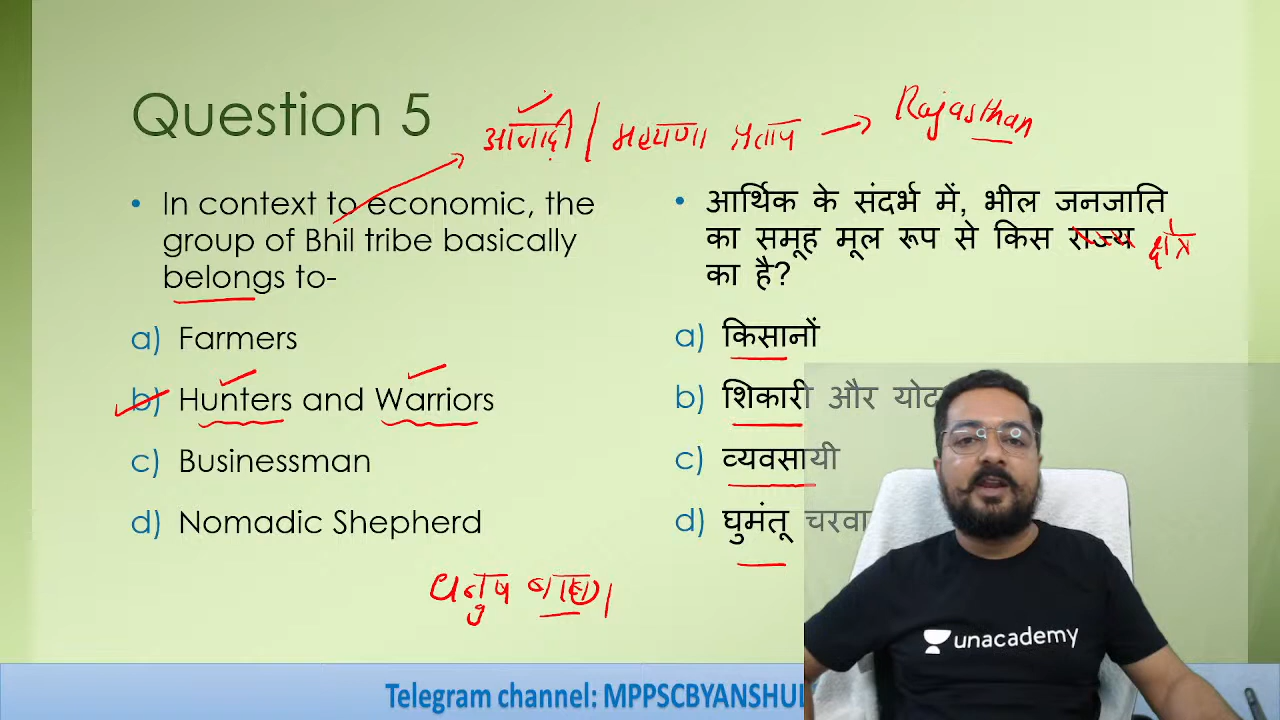 Question 5
आजादी / महाराणा प्रताप → Rajasthan
• In context to economic, the
group of Bhil tribe basically
belongs to-
a) Farmers
b) Hunters and Warriors
c) Businessman
d) Nomadic Shepherd
• आर्थिक के संदर्भ में, भील जनजाति
का समूह मूल रूप से किस राज्य
का है?
a) किसानों
b) शिकारी और
c) व्यवसायी
d) घुमंतू
धनुष बाण
unacademy
Telegram channel: MPPSCBYANSHUL